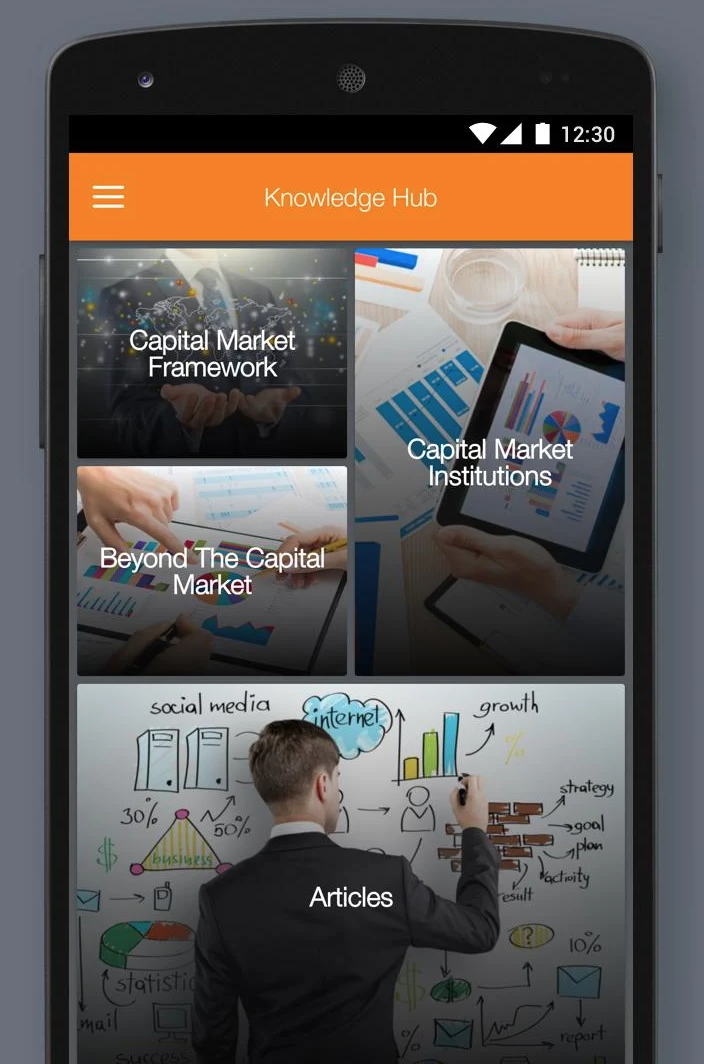 12:30
Knowledge Hub
Capital Market
Framework
Capital Market
Institutions
Beyond The Capital
Market
social media
internet
growth
%
strategy
30%
50%
goal
$
business
plan
activity
result
Articles
?
10%
statistic
$
$
mail
%
report
success